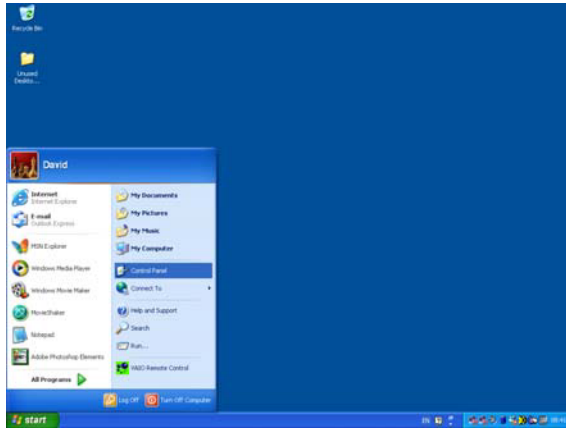 Recycle Bin
Unused
Deskto...
David
Internet
Internet Explorer
E-mail
Outlook Express
MSN Explorer
Windows Media Player
Windows Movie Maker
MovieShaker
Notepad
Adobe Photoshop Elements
All Programs
My Documents
My Pictures
My Music
My Computer
Control Panel
Connect To
Help and Support
Search
Run...
VAIO Remote Control
Log Off
Turn Off Computer
start
EN